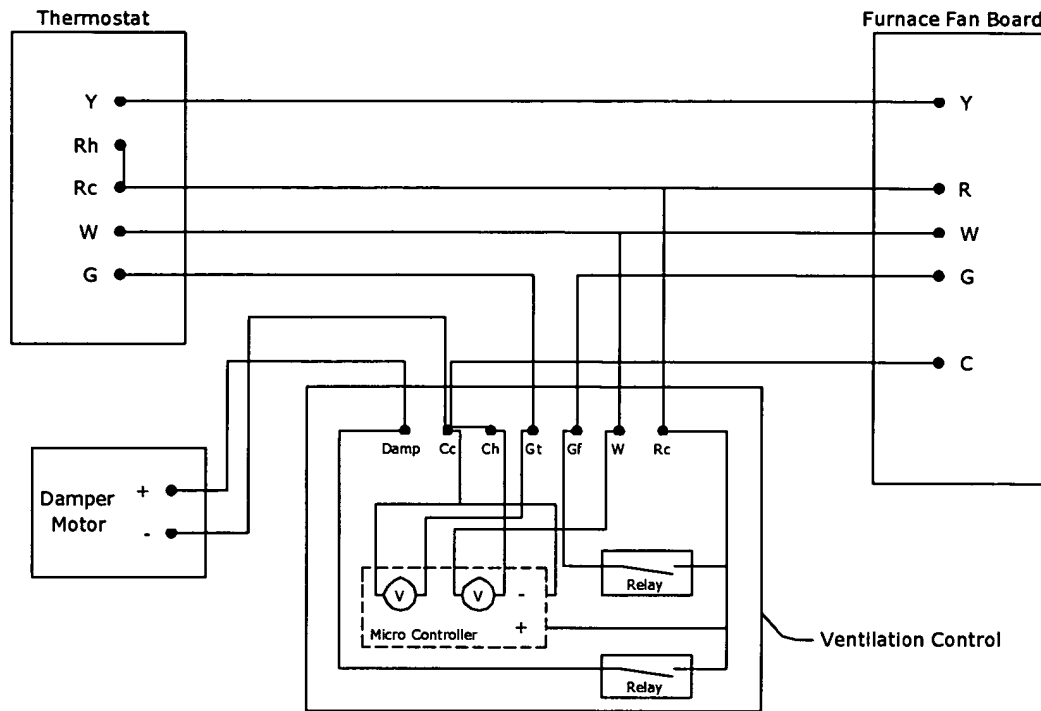 Thermostat
Furnace Fan Board
Y
Rh
Rc
W
G
Y
R
W
G
C
Damp
Cc
Ch
Gt
Gf
W
Rc
Damper
Motor
+
-
V
V
-
+
Micro Controller
Relay
Relay
Ventilation Control